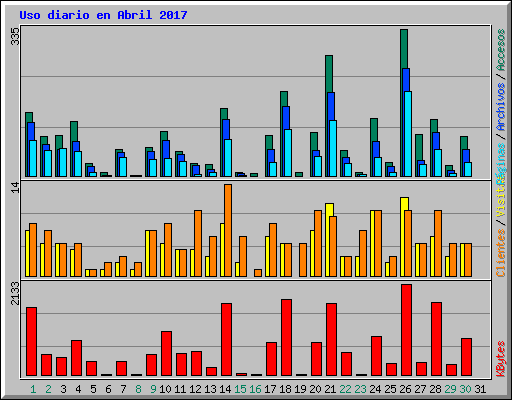 Uso diario en Abril 2017
335
14
2133
Accesos / Archivos / Páginas
Visitas / Clientes
KBytes
1 2 3 4 5 6 7 8 9 10 11 12 13 14 15 16 17 18 19 20 21 22 23 24 25 26 27 28 29 30 31